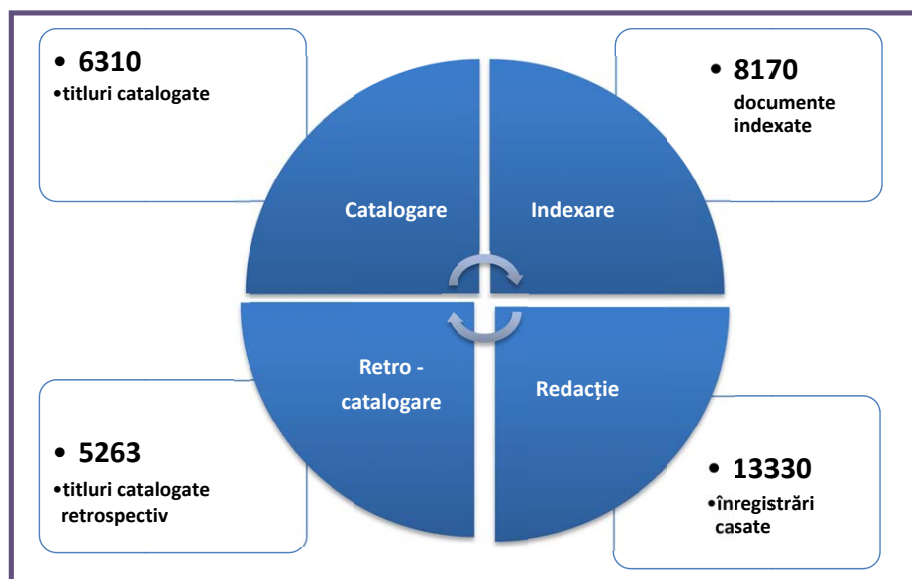 • 6310
•titluri catalogate
• 8170
documente
indexate
Catalogare
Indexare
Retro -
catalogare
Redacție
• 5263
•titluri catalogate
retrospectiv
• 13330
•înregistrări
casate